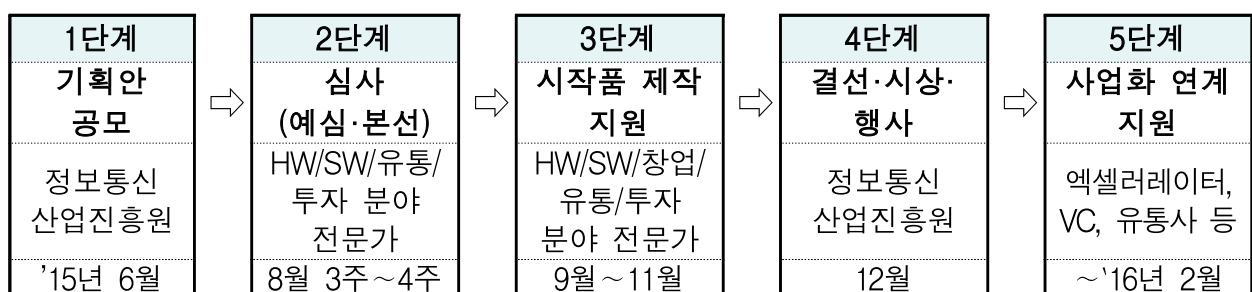 1단계
기획안
공모
정보통신
산업진흥원
'15년 6월
2단계
심사
(예심·본선)
HW/SW/유통/
투자 분야
전문가
8월 3주~4주
3단계
시작품 제작
지원
HW/SW/창업/
유통/투자
분야 전문가
9월~11월
4단계
결선·시상·
행사
정보통신
산업진흥원
12월
5단계
사업화 연계
지원
엑셀러레이터,
VC, 유통사 등
~'16년 2월